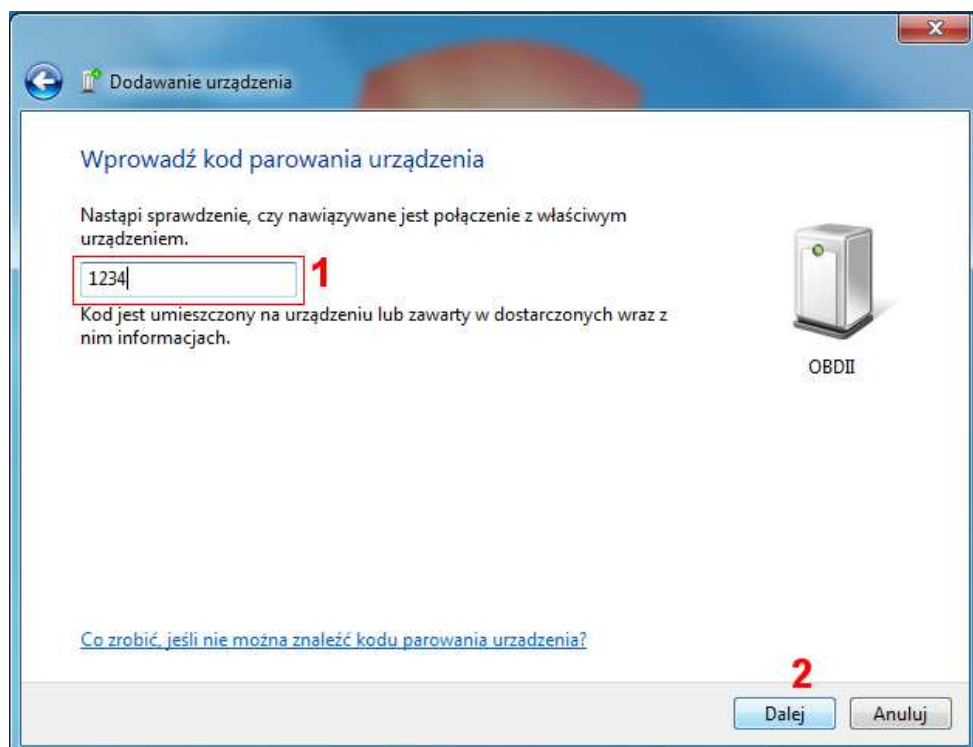 Dodawanie urządzenia
Wprowadź kod parowania urządzenia
Nastąpi sprawdzenie, czy nawiązywane jest połączenie z właściwym
urządzeniem.
1234
1
Kod jest umieszczony na urządzeniu lub zawarty w dostarczonych wraz z
nim informacjach.
OBDII
Co zrobić, jeśli nie można znaleźć kodu parowania urządzenia?
2
Dalej
Anuluj